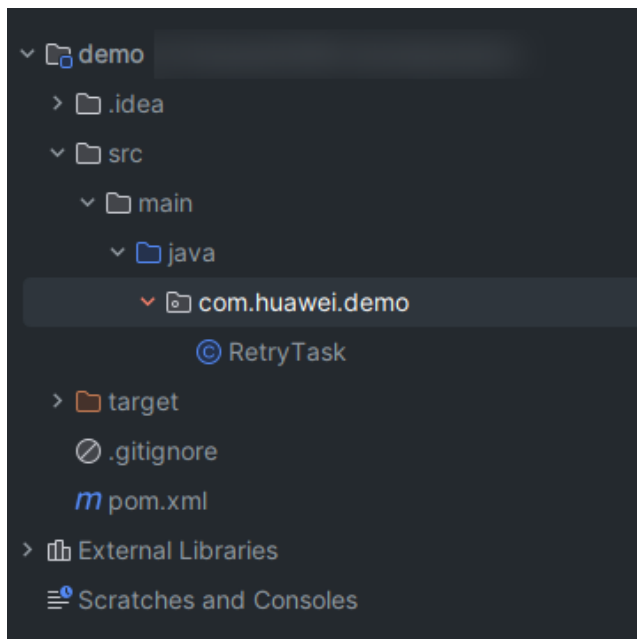 demo
.idea
src
main
java
com.huawei.demo
RetryTask
target
.gitignore
pom.xml
External Libraries
Scratches and Consoles